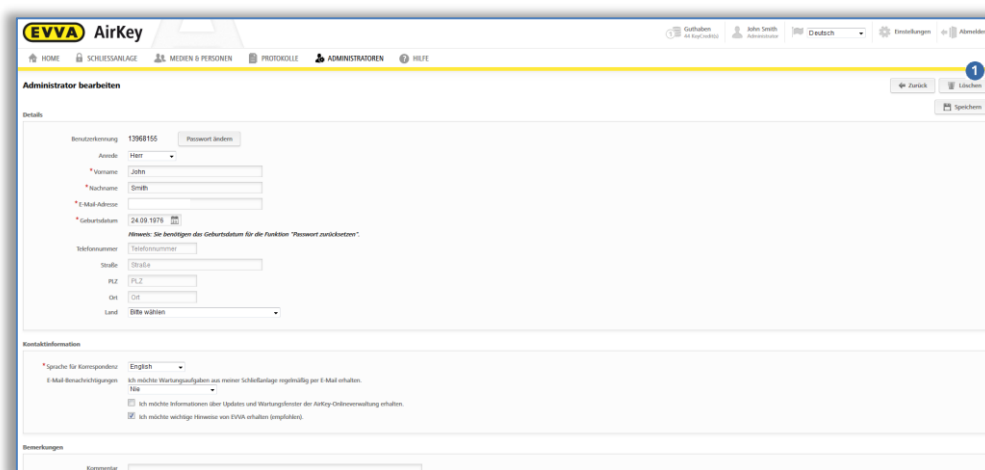 EVVA AirKey
Guthaben
44 KeyCredits
John Smith
Administrator
Deutsch
Einstellungen
Abmelden
HOME SCHLIESSANLAGE MEDIEN & PERSONEN PROTOKOLLE ADMINISTRATOREN HILFE
1
Administrator bearbeiten
Zurück Löschen
Speichern
Details
Benutzerkennung 13968155 Passwort ändern
Anrede Herr
*Vorname John
*Nachname Smith
*E-Mail-Adresse
*Geburtsdatum 24.09.1976
Hinweis: Sie benötigen das Geburtsdatum für die Funktion "Passwort zurücksetzen".
Telefonnummer Telefonnummer
Straße Straße
PLZ PLZ
Ort Ort
Land Bitte wählen
Kontaktinformation
*Sprache für Korrespondenz English
E-Mail-Benachrichtigungen Ich möchte Wartungsaufgaben aus meiner Schließanlage regelmäßig per E-Mail erhalten.
Nie
Ich möchte Informationen über Updates und Wartungsfenster der AirKey-Onlineverwaltung erhalten.
Ich möchte wichtige Hinweise von EVVA erhalten (empfohlen).
Bemerkungen
Kommentar